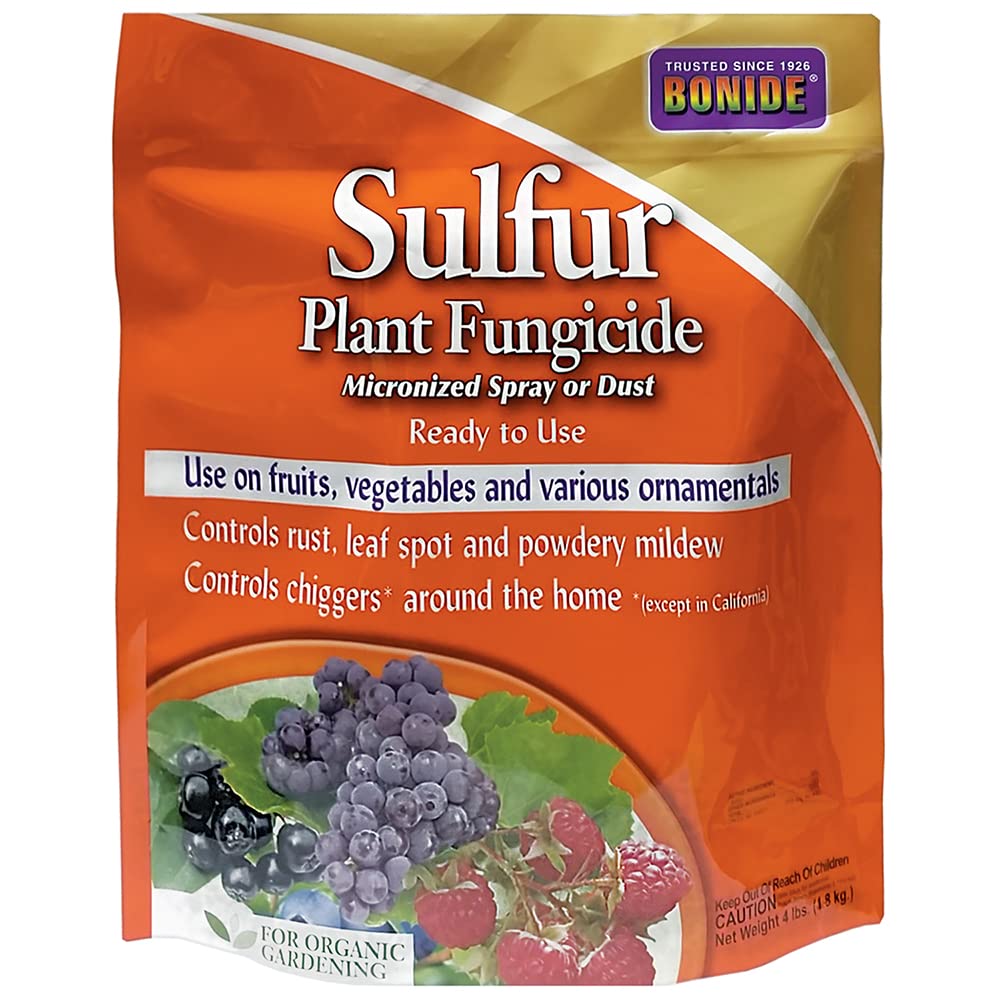 TRUSTED SINCE 1926
BONIDE®
Sulfur
Plant Fungicide
Micronized Spray or Dust
Ready to Use
Use on fruits, vegetables and various ornamentals
Controls rust, leaf spot and powdery mildew
Controls chiggers* around the home *(except in California)
Keep Out Of Reach Of Children
CAUTION
Net Weight 4 lbs. (1.8 kg.)
FOR ORGANIC
GARDENING